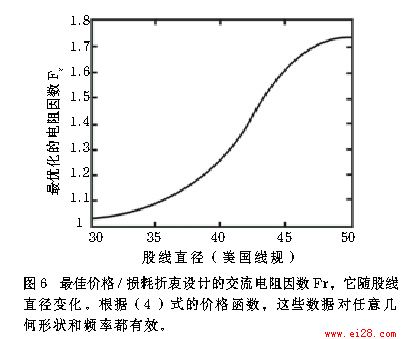 1.8
1.7
1.6
1.5
1.4
1.3
1.2
1.1
1
最优化的电阻因数 Fr
30 35 40 45 50
股线直径（美国线规）
图6 最佳价格/损耗折衷设计的交流电阻因数Fr，它随股线
直径变化。根据（4）式的价格函数，这些数据对任意几
何形状和频率都有效。
www.ei28.com